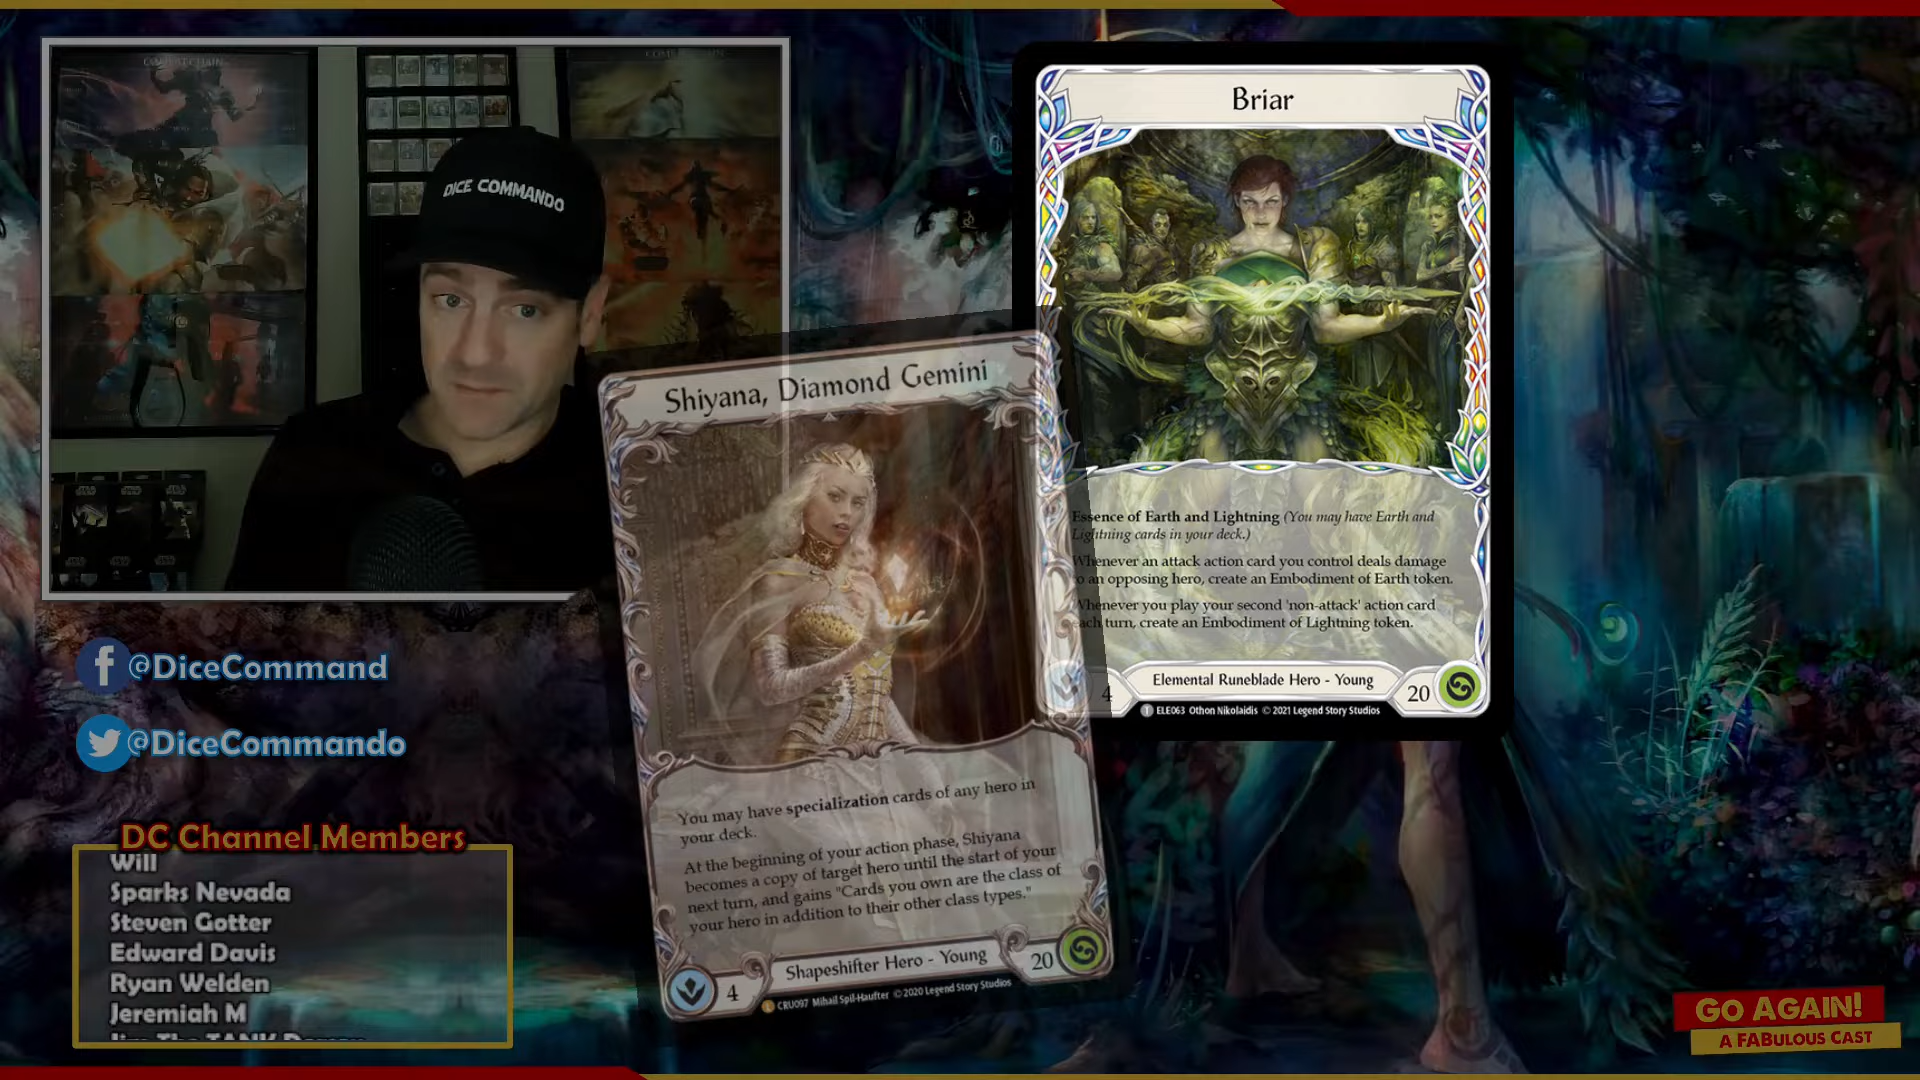 COMBAT CHAIN
DICE COMMANDO
Briar
Essence of Earth and Lightning (You may have Earth and
Lightning cards in your deck.)
Whenever an attack action card you control deals damage
to an opposing hero, create an Embodiment of Earth token.
Whenever you play your second 'non-attack' action card
each turn, create an Embodiment of Lightning token.
4
Elemental Runeblade Hero - Young
20
ELE063 Othon Nikolaidis © 2021 Legend Story Studios
Shiyana, Diamond Gemini
You may have specialization cards of any hero in
your deck.
At the beginning of your action phase, Shiyana
becomes a copy of target hero until the start of your
next turn, and gains "Cards you own are the class of
your hero in addition to their other class types."
4
Shapeshifter Hero - Young
20
CRU097 Mihail Spil-Haufter © 2020 Legend Story Studios
@DiceCommand
@DiceCommando
DC Channel Members
Will
Sparks Nevada
Steven Gotter
Edward Davis
Ryan Welden
Jeremiah M
GO AGAIN!
A FABULOUS CAST